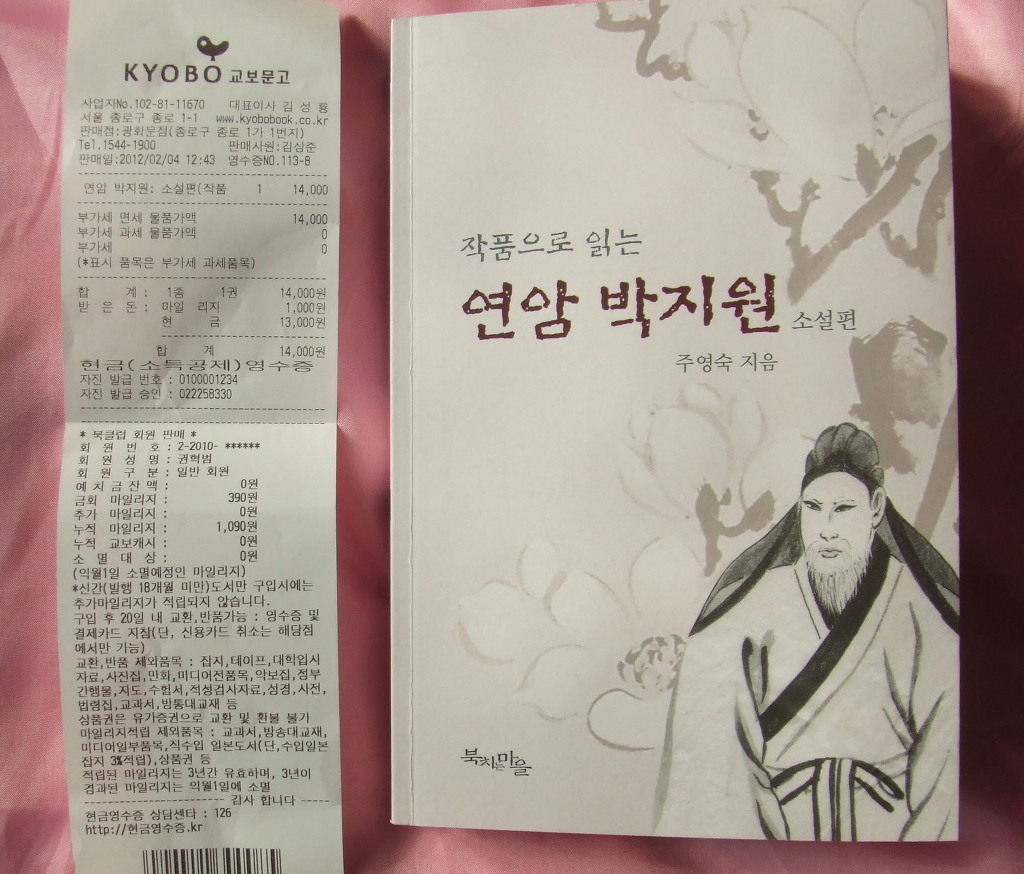 KYOBO 교보문고
사업자No.102-81-11670 대표이사 김 성 룡
서울 종로구 종로 1-1 www.kyobobook.co.kr
판매점:광화문점(종로구 종로 1가 1번지)
Tel.1544-1900 판매사원:김상준
판매일:2012/02/04 12:43 영수증NO.113-8
연암 박지원: 소설편(작품 1 14,000
부가세 면세 물품가액 14,000
부가세 과세 물품가액 0
부가세 0
(*표시 품목은 부가세 과세품목)
합 계 : 1종 1권 14,000원
받 은 돈 : 마일 리지 1,000원
현 금 13,000원
합 계 14,000원
현금(소득공제)영수증
자진 발급 번호 : 0100001234
자진 발급 승인 : 022258330
* 북클럽 회원 판매 *
회 원 번 호 : 2-2010- ******
회 원 성 명 : 권혁범
회 원 구 분 : 일반 회원
예 치 금 잔 액 : 0원
금회 마일리지 : 390원
추가 마일리지 : 0원
누적 마일리지 : 1,090원
누적 교보캐시 : 0원
소 멸 대 상 : 0원
(익월1일 소멸예정인 마일리지)
*신간(발행 18개월 미만)도서만 구입시에는
추가마일리지가 적립되지 않습니다.
구입 후 20일 내 교환,반품가능 : 영수증 및
결제카드 지참(단, 신용카드 취소는 해당점
에서만 가능)
교환,반품 제외품목 : 잡지,테이프,대학입시
자료,사진집,만화,미디어전품목,악보집,정부
간행물,지도,수험서,적성검사자료,성경,사전,
법령집,교과서,방통대교재 등
상품권은 유가증권으로 교환 및 환불 불가
마일리지적립 제외품목 : 교과서,방송대교재,
미디어일부품목,직수입 일본도서(단,수입일본
잡지 3%적립),상품권 등
적립된 마일리지는 3년간 유효하며, 3년이
경과된 마일리지는 익월1일에 소멸
감사 합니다
현금영수증 상담센타 : 126
http://현금영수증.kr
작품으로 읽는
연암 박지원 소설편
주영숙 지음
북치는마을